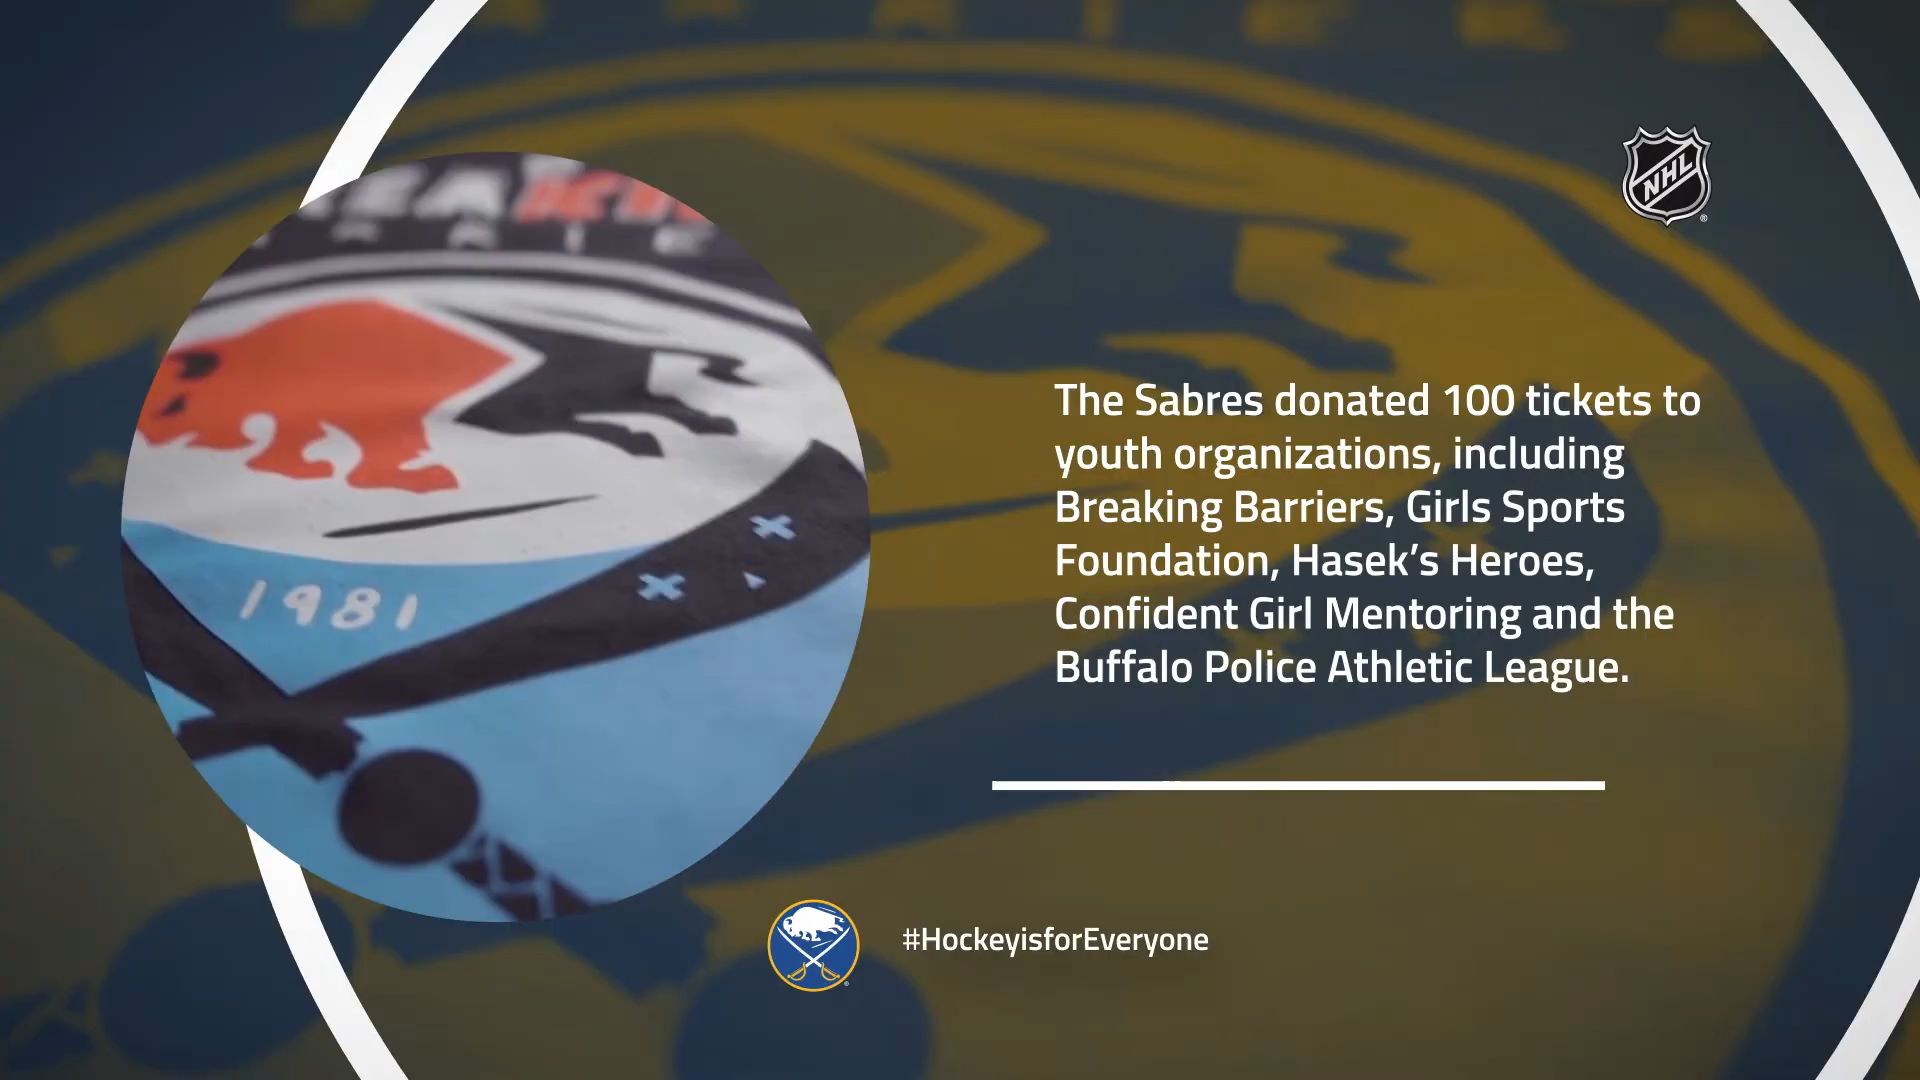 NHL
The Sabres donated 100 tickets to
youth organizations, including
Breaking Barriers, Girls Sports
Foundation, Hasek’s Heroes,
Confident Girl Mentoring and the
Buffalo Police Athletic League.
1981
#HockeyisforEveryone